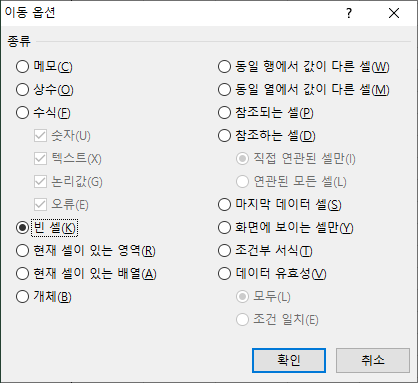 이동 옵션
? ×
종류
메모(C)
상수(O)
수식(F)
숫자(U)
텍스트(X)
논리값(G)
오류(E)
빈 셀(K)
현재 셀이 있는 영역(R)
현재 셀이 있는 배열(A)
개체(B)
동일 행에서 값이 다른 셀(W)
동일 열에서 값이 다른 셀(M)
참조되는 셀(P)
참조하는 셀(D)
직접 연관된 셀만(I)
연관된 모든 셀(L)
마지막 데이터 셀(S)
화면에 보이는 셀만(Y)
조건부 서식(T)
데이터 유효성(V)
모두(L)
조건 일치(E)
확인
취소